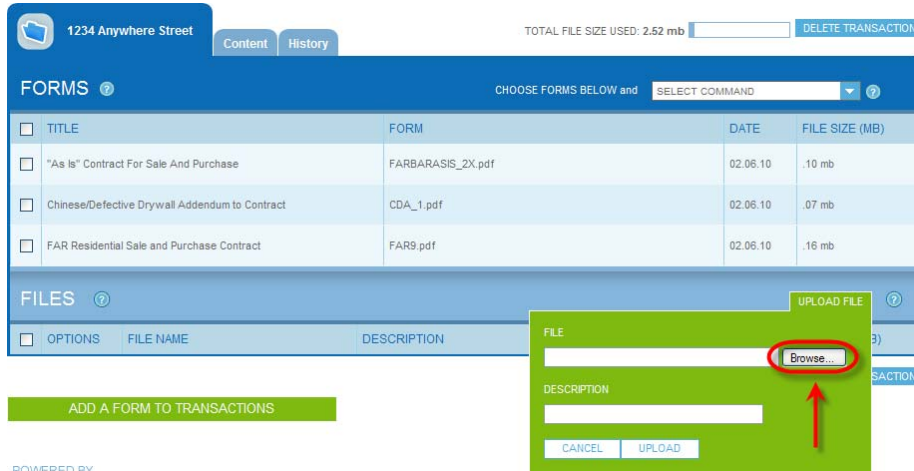 1234 Anywhere Street
Content
History
TOTAL FILE SIZE USED: 2.52 mb
DELETE TRANSACTION
FORMS
CHOOSE FORMS BELOW and SELECT COMMAND
TITLE FORM DATE FILE SIZE (MB)
"As Is" Contract For Sale And Purchase FARBARASIS_2X.pdf 02.06.10 .10 mb
Chinese/Defective Drywall Addendum to Contract CDA_1.pdf 02.06.10 .07 mb
FAR Residential Sale and Purchase Contract FAR9.pdf 02.06.10 .16 mb
FILES
UPLOAD FILE
OPTIONS FILE NAME DESCRIPTION
FILE
Browse...
DESCRIPTION
CANCEL UPLOAD
ADD A FORM TO TRANSACTIONS
POWERED BY